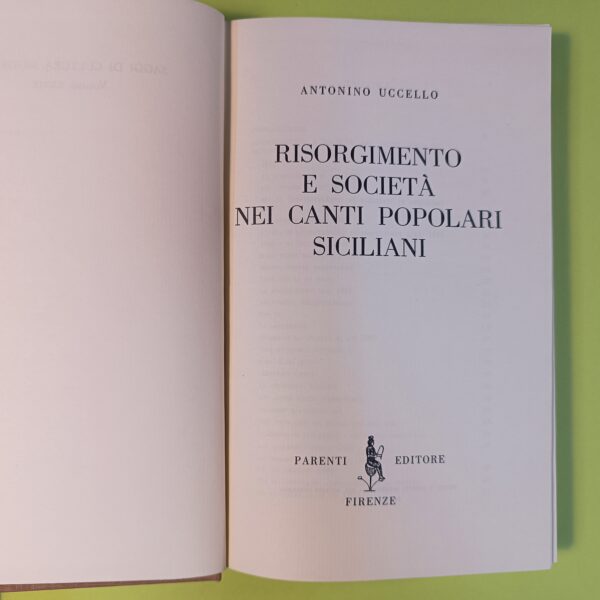 ANTONINO UCCELLO
RISORGIMENTO
E SOCIETÀ
NEI CANTI POPOLARI
SICILIANI
PARENTI EDITORE
FIRENZE